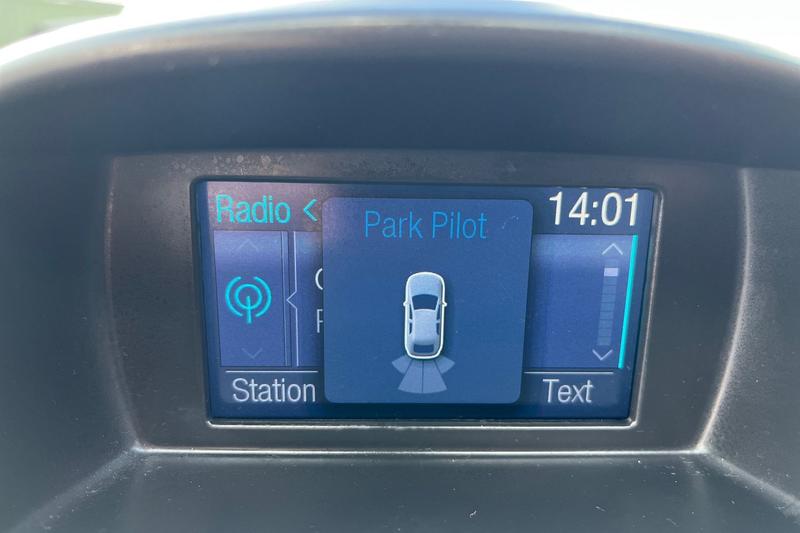 Radio <
Park Pilot
14:01
Station
Text